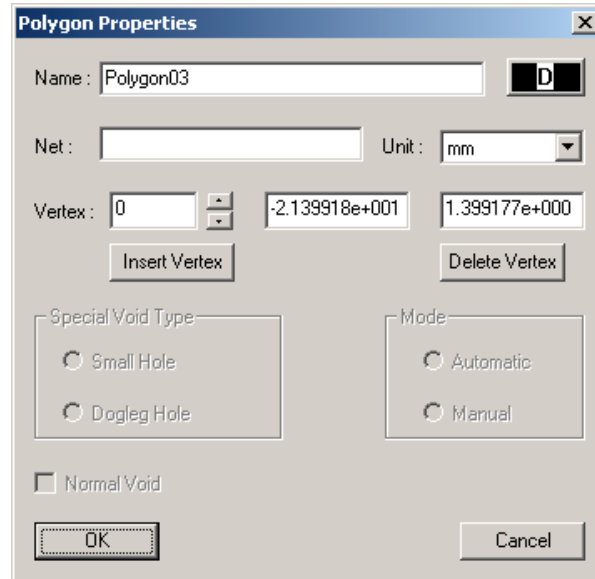 Polygon Properties
Name : Polygon03 D
Net : Unit : mm
Vertex : 0 -2.139918e+001 1.399177e+000
Insert Vertex Delete Vertex
Special Void Type Mode
Small Hole Automatic
Dogleg Hole Manual
Normal Void
OK Cancel